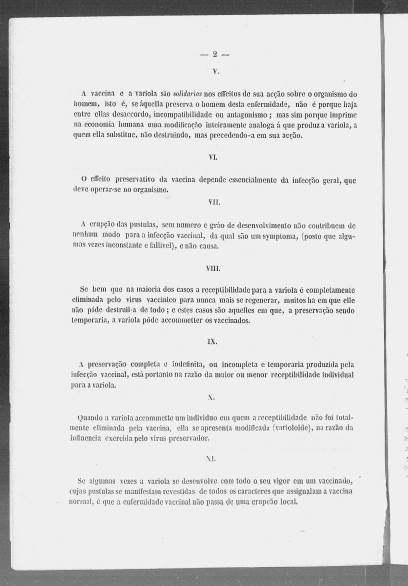 — 2 —
V.
A vaccina e a variola são solidarias nos effeitos de sua acção sobre o organismo do
homem, isto é, se áquella preserva o homem desta enfermidade, não é porque haja
entre ellas desaccordo, incompatibilidade ou antagonismo; mas sim porque imprime
na economia humana uma modificação inteiramente analoga á que produz a variola, a
quem ella substitue, não destruindo, mas precedendo-a em sua acção.
VI.
O effeito preservativo da vaccina depende essencialmente da infecção geral, que
deve operar-se no organismo.
VII.
A erupção das pustulas, sem numero e gráo de desenvolvimento não contribuem de
nenhum modo para a infecção vaccinal, da qual são um symptoma, (posto que algu-
mas vezes inconstante e fallivel), e não causa.
VIII.
Se bem que na maioria dos casos a receptibilidade para a variola é completamente
eliminada pelo virus vaccinico para nunca mais se regenerar, muitos ha em que elle
não póde destruil-a de todo; e estes casos são aquelles em que, a preservação sendo
temporaria, a variola póde accommetter os vaccinados.
IX.
A preservação completa e indefinita, ou incompleta e temporaria produzida pela
infecção vaccinal, está portanto na razão da maior ou menor receptibilidade individual
para a variola.
X.
Quando a variola accommette um individuo em quem a receptibilidade não foi total-
mente eliminada pela vaccina, ella se apresenta modificada (varioloide), na razão da
influencia exercida pelo virus preservador.
XI.
Se algumas vezes a variola se desenvolve com todo o seu vigor em um vaccinado,
cujas pustulas se manifestam revestidas de todos os caracteres que assignalam a vaccina
normal, é que a enfermidade vaccinal não passa de uma erupção local.